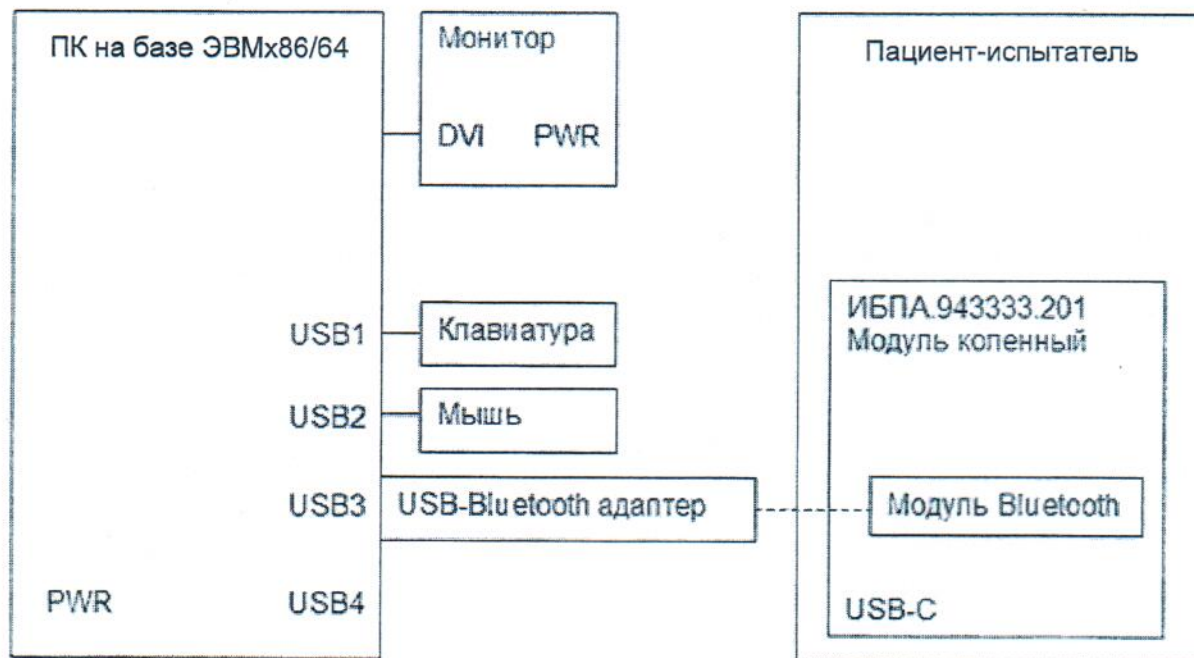 ПК на базе ЭВМх86/64
Монитор
DVI PWR
Пациент-испытатель
ИБПА.943333.201
Модуль коленный
USB1
Клавиатура
USB2
Мышь
USB3
USB-Bluetooth адаптер
Модуль Bluetooth
PWR
USB4
USB-C